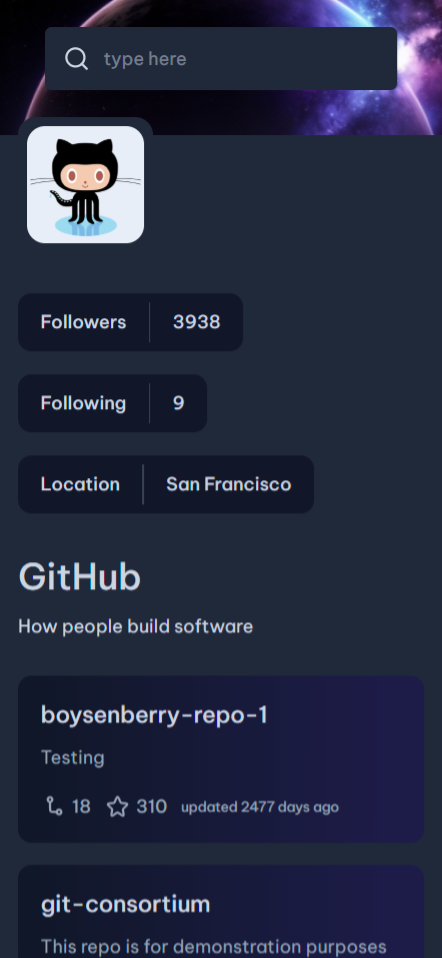 type here
Followers 3938
Following 9
Location San Francisco
GitHub
How people build software
boysenberry-repo-1
Testing
18 310 updated 2477 days ago
git-consortium
This repo is for demonstration purposes